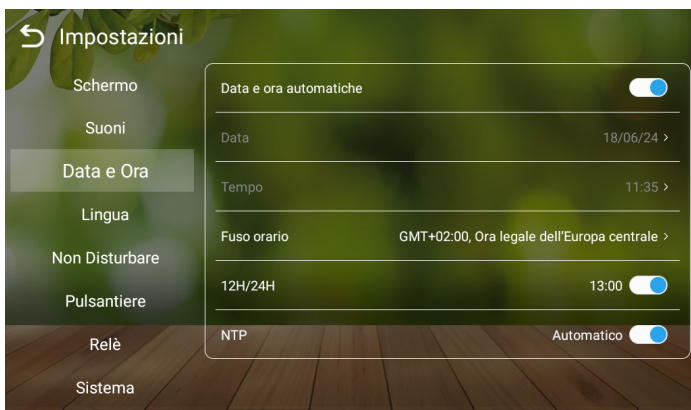 Impostazioni
Schermo
Suoni
Data e Ora
Lingua
Non Disturbare
Pulsantiere
Relè
Sistema
Data e ora automatiche
Data 18/06/24
Tempo 11:35
Fuso orario GMT+02:00, Ora legale dell'Europa centrale
12H/24H 13:00
NTP Automatico